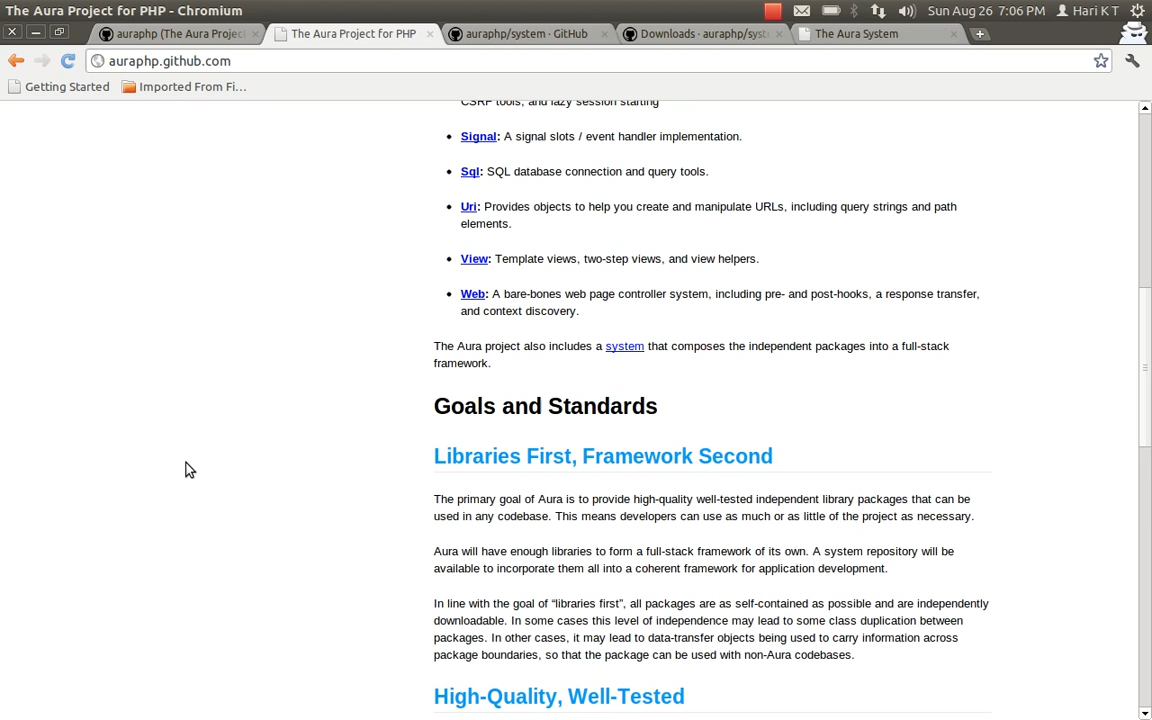 The Aura Project for PHP - Chromium
Sun Aug 26 7:06 PM
Hari K T
auraphp (The Aura Project
The Aura Project for PHP
auraphp/system · GitHub
Downloads · auraphp/syst
The Aura System
auraphp.github.com
Getting Started
Imported From Fi...
CSRF tools, and lazy session starting
Signal: A signal slots / event handler implementation.
Sql: SQL database connection and query tools.
Uri: Provides objects to help you create and manipulate URLs, including query strings and path
elements.
View: Template views, two-step views, and view helpers.
Web: A bare-bones web page controller system, including pre- and post-hooks, a response transfer,
and context discovery.
The Aura project also includes a system that composes the independent packages into a full-stack
framework.
Goals and Standards
Libraries First, Framework Second
The primary goal of Aura is to provide high-quality well-tested independent library packages that can be
used in any codebase. This means developers can use as much or as little of the project as necessary.
Aura will have enough libraries to form a full-stack framework of its own. A system repository will be
available to incorporate them all into a coherent framework for application development.
In line with the goal of “libraries first”, all packages are as self-contained as possible and are independently
downloadable. In some cases this level of independence may lead to some class duplication between
packages. In other cases, it may lead to data-transfer objects being used to carry information across
package boundaries, so that the package can be used with non-Aura codebases.
High-Quality, Well-Tested